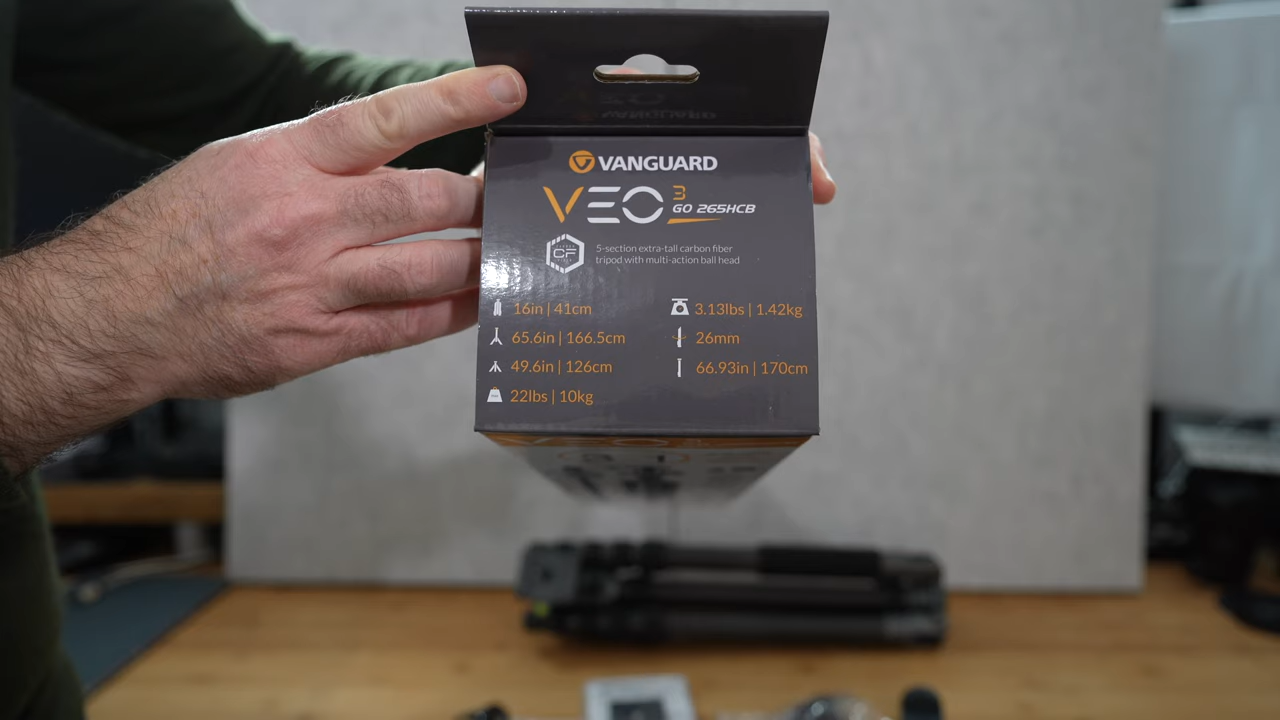 VANGUARD
VEO 3
GO 265HCB
CF
5-section extra-tall carbon fiber
tripod with multi-action ball head
16in | 41cm
65.6in | 166.5cm
49.6in | 126cm
22lbs | 10kg
3.13lbs | 1.42kg
26mm
66.93in | 170cm